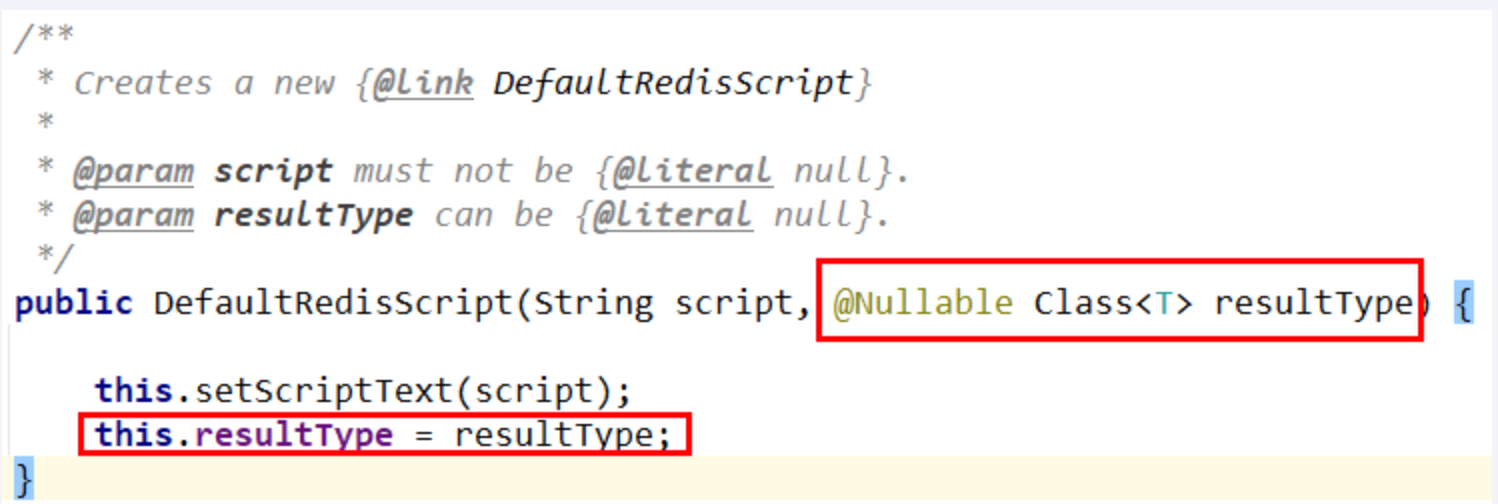 /**
 * Creates a new {@link DefaultRedisScript}
 *
 * @param script must not be {@literal null}.
 * @param resultType can be {@literal null}.
 */
public DefaultRedisScript(String script, @Nullable Class<T> resultType) {
    this.setScriptText(script);
    this.resultType = resultType;
}